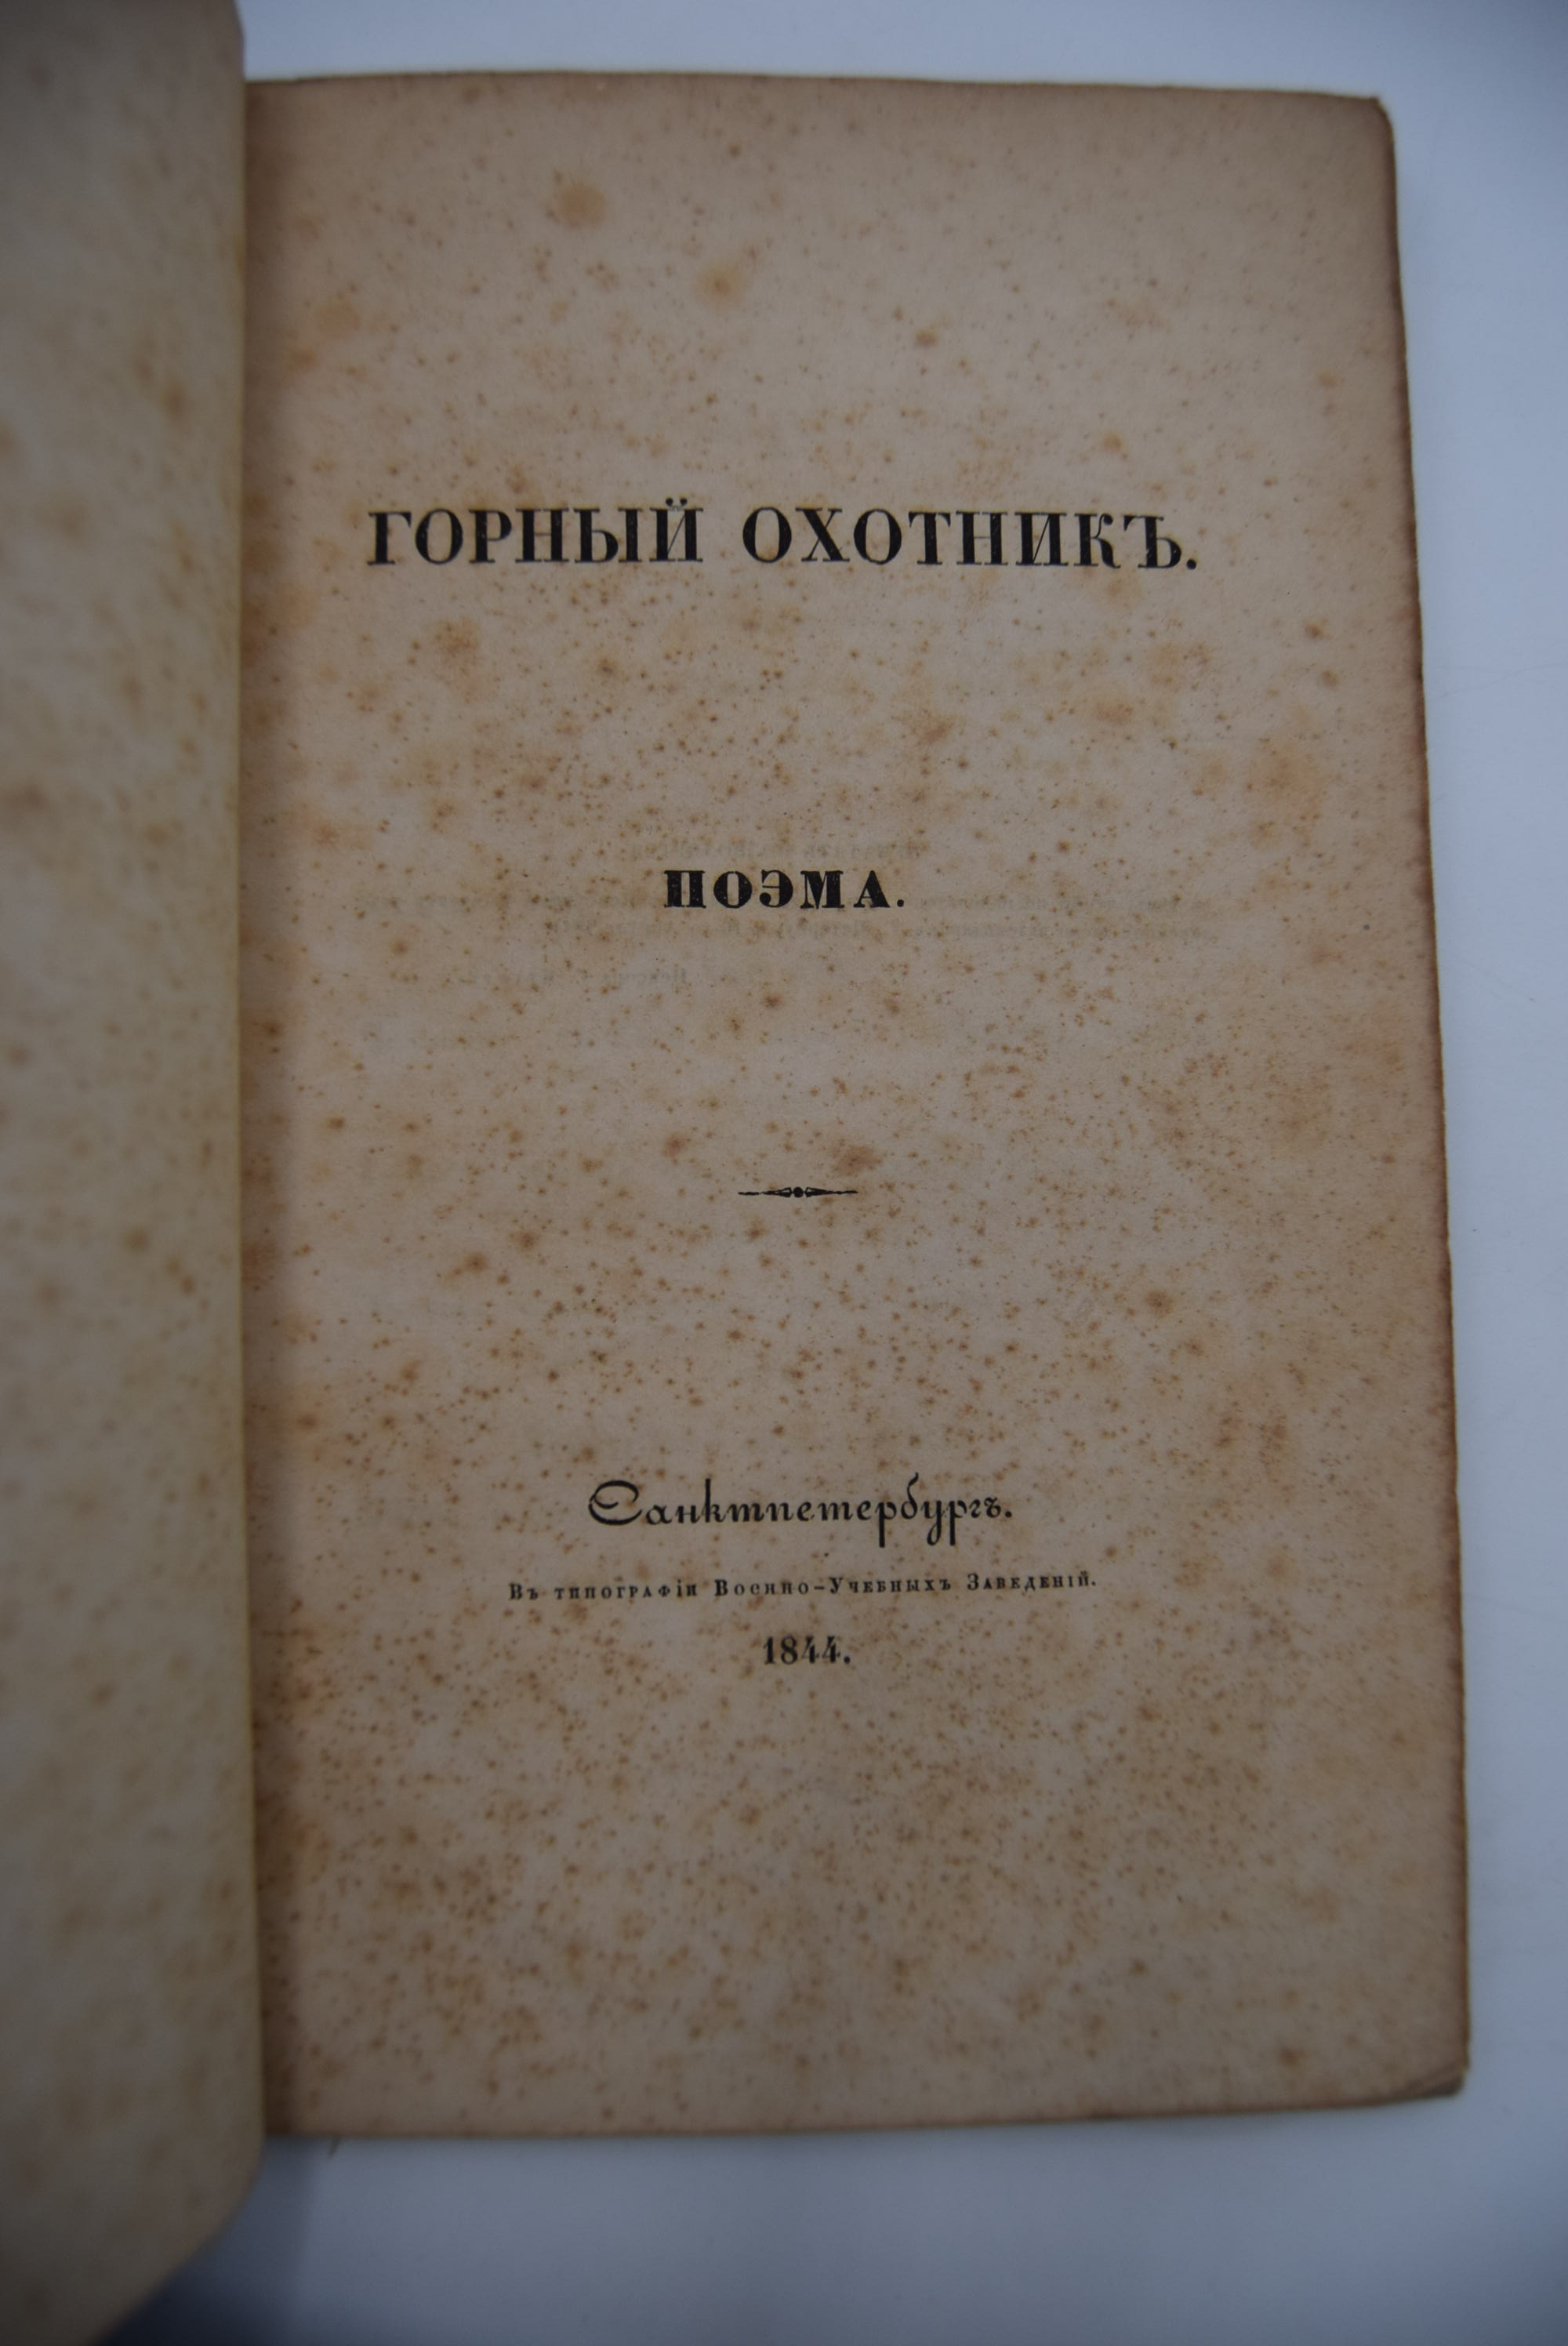 ГОРНЫЙ ОХОТНИКЪ.
ПОЭМА.
Санктпетербургъ.
Въ типографіи Военно-Учебныхъ Заведеній.
1844.